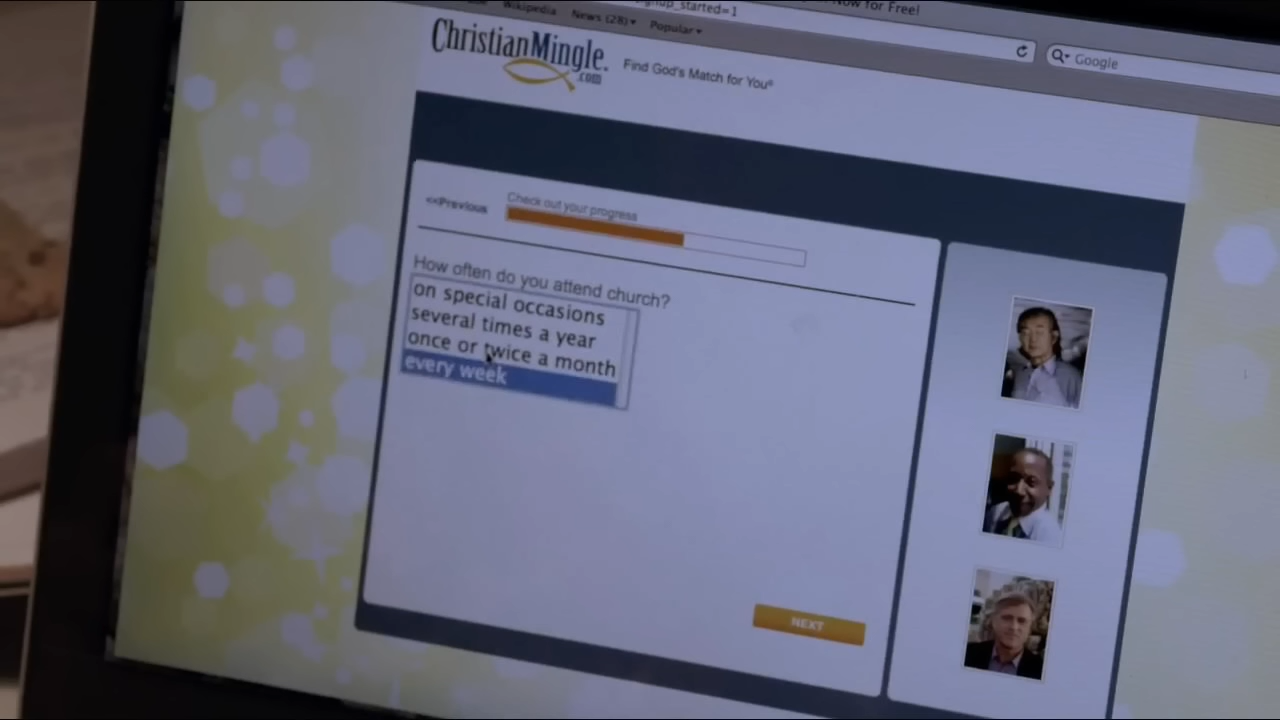 Now for Free!
signup_started=1
Wikipedia News (28)▾ Popular▾
Google
ChristianMingle.com
Find God's Match for You®
<<Previous
Check out your progress
How often do you attend church?
on special occasions
several times a year
once or twice a month
every week
NEXT